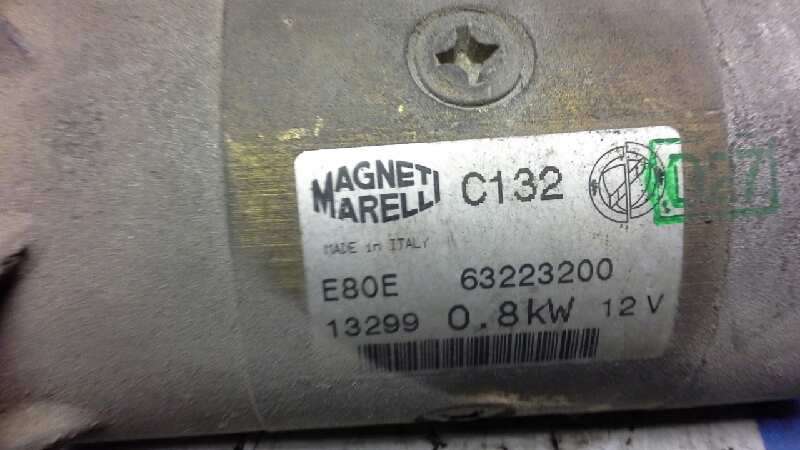 MAGNETI MARELLI C132
MADE in ITALY
E80E 63223200
13299 0.8kW 12V